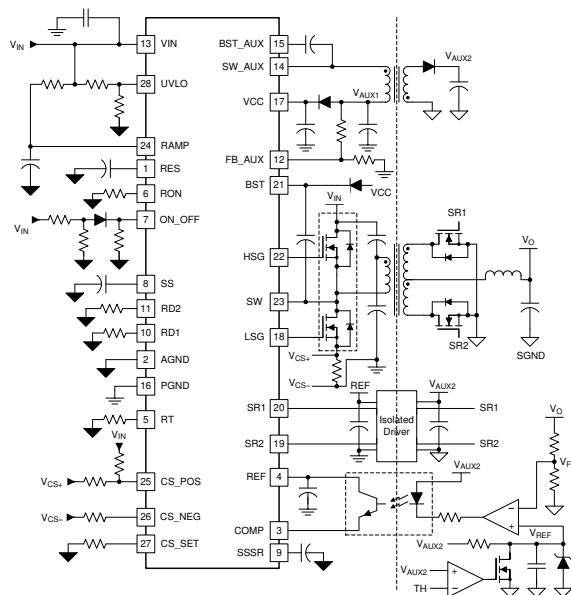 VIN
13
VIN
28
UVLO
24
RAMP
1
RES
6
RON
VIN
7
ON_OFF
8
SS
11
RD2
10
RD1
2
AGND
16
PGND
5
RT
VIN
VCS+
25
CS_POS
VCS–
26
CS_NEG
27
CS_SET
BST_AUX
15
SW_AUX
14
VCC
17
FB_AUX
12
BST
21
HSG
22
SW
23
LSG
18
SR1
20
SR2
19
REF
4
COMP
3
SSSR
9
VAUX2
VAUX1
VCC
VIN
SR1
VO
SR2
SGND
VCS+
VCS–
REF
VAUX2
Isolated
Driver
SR1
SR2
VO
VAUX2
VF
VREF
VAUX2
VAUX2
TH